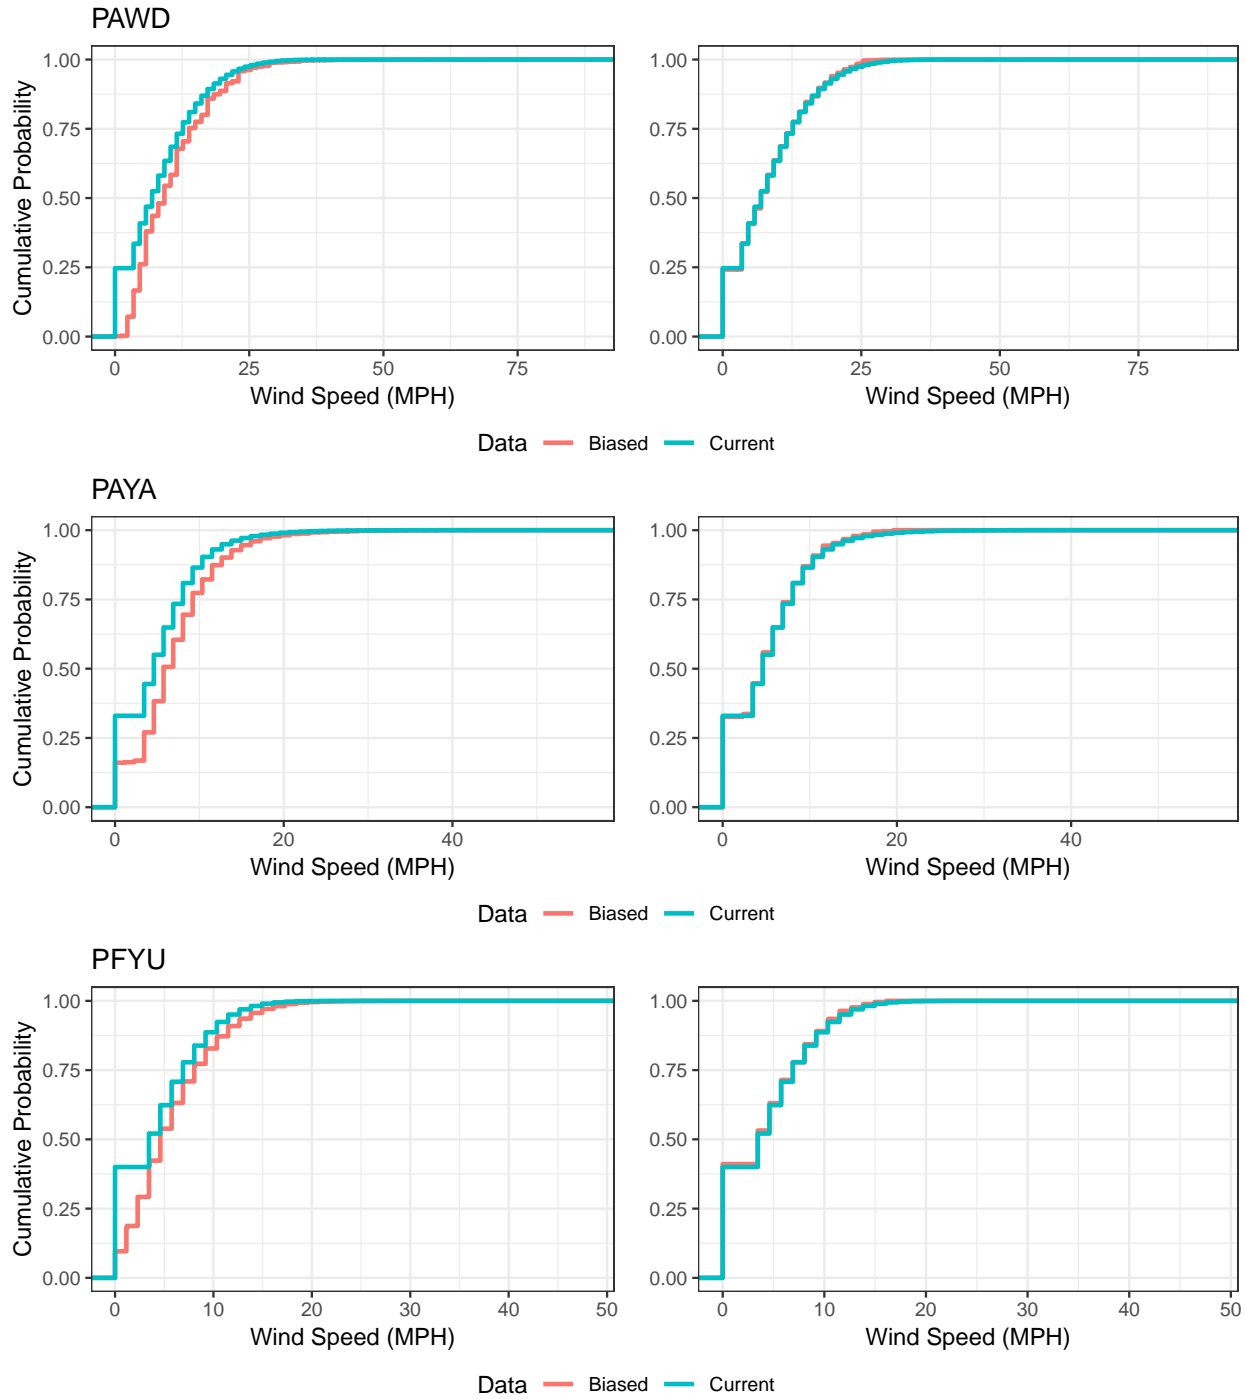 PAWD
Cumulative Probability
1.00
0.75
0.50
0.25
0.00
0 25 50 75
Wind Speed (MPH)
1.00
0.75
0.50
0.25
0.00
0 25 50 75
Wind Speed (MPH)
Data Biased Current
PAYA
Cumulative Probability
1.00
0.75
0.50
0.25
0.00
0 20 40
Wind Speed (MPH)
1.00
0.75
0.50
0.25
0.00
0 20 40
Wind Speed (MPH)
Data Biased Current
PFYU
Cumulative Probability
1.00
0.75
0.50
0.25
0.00
0 10 20 30 40 50
Wind Speed (MPH)
1.00
0.75
0.50
0.25
0.00
0 10 20 30 40 50
Wind Speed (MPH)
Data Biased Current